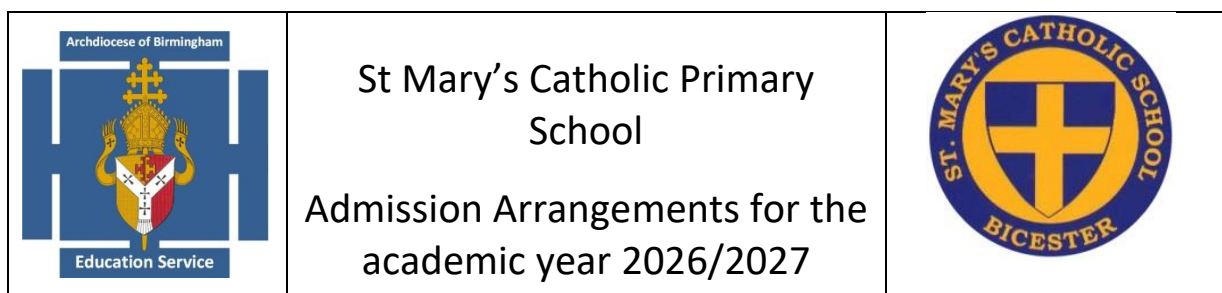 Archdiocese of Birmingham
Education Service
St Mary’s Catholic Primary
School
Admission Arrangements for the
academic year 2026/2027
ST. MARY'S CATHOLIC SCHOOL
BICESTER